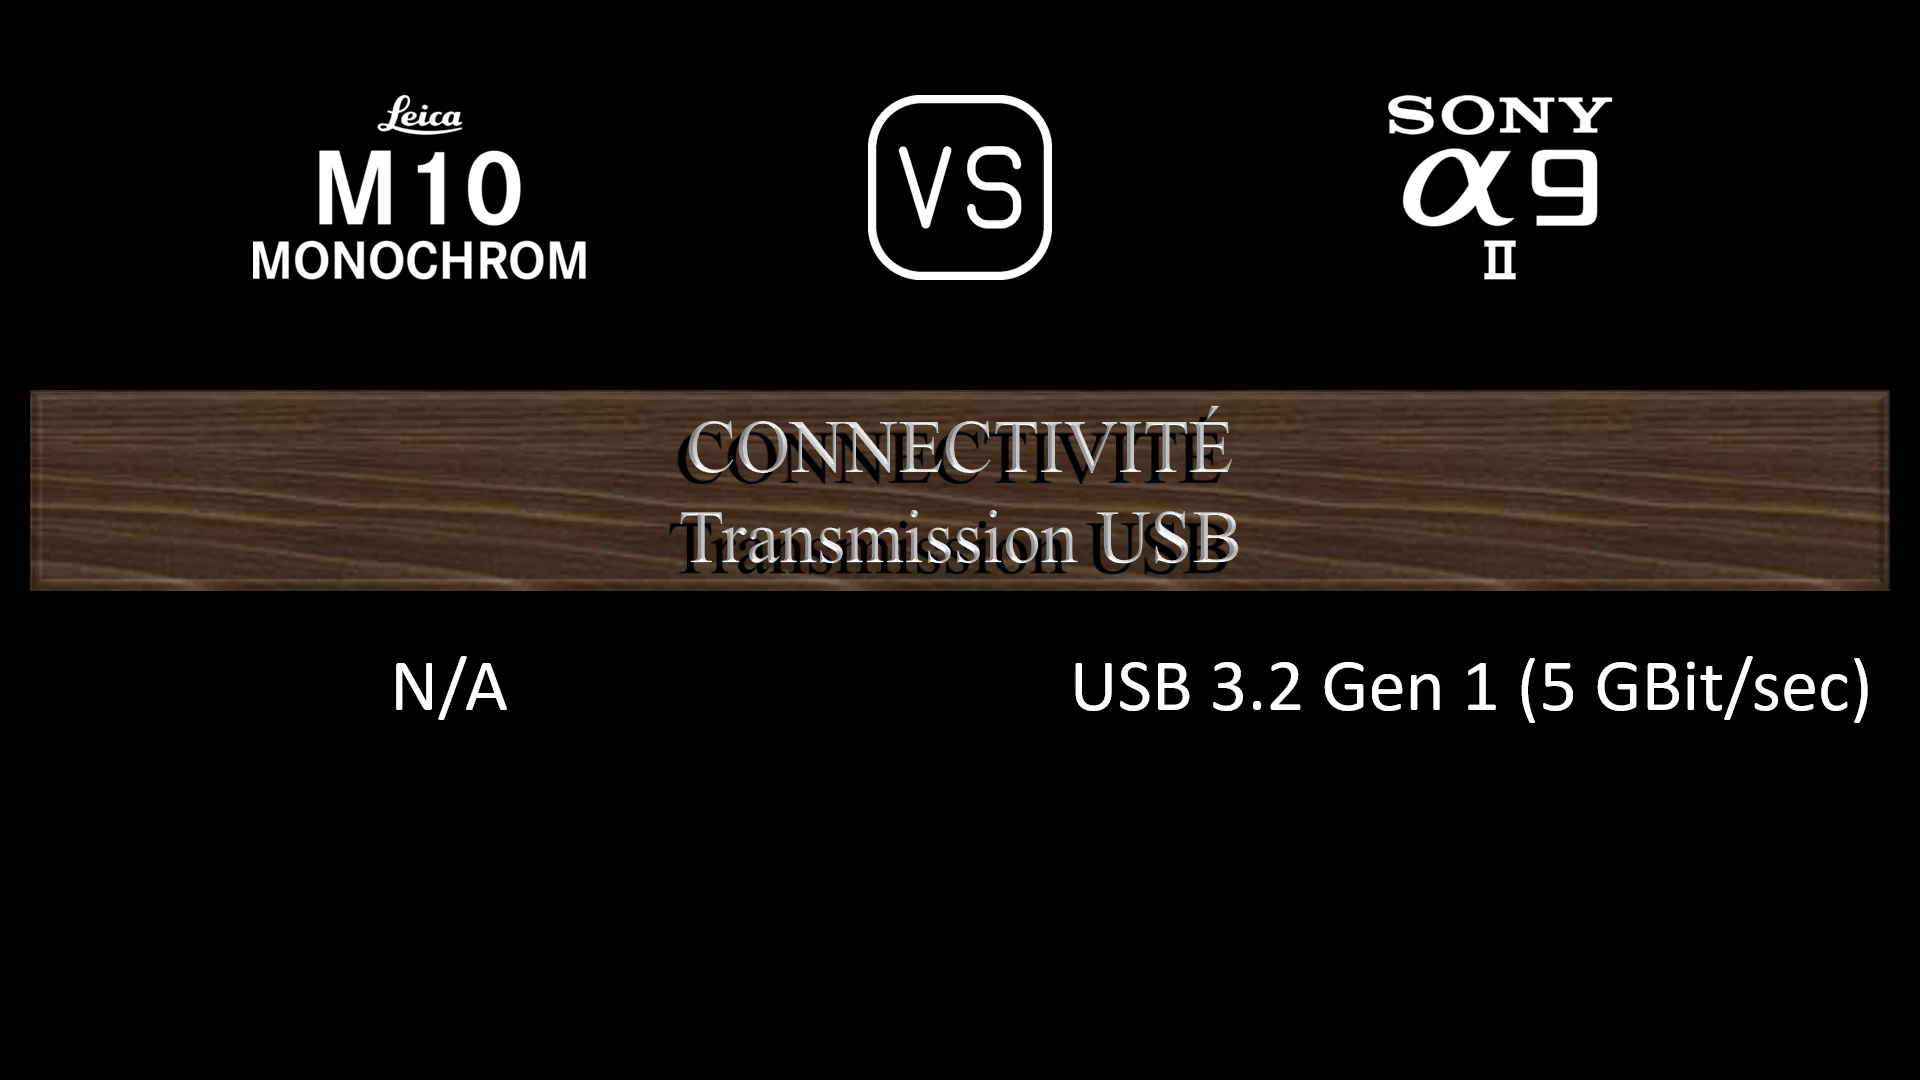 Leica
M10
MONOCHROM
VS
SONY
α9
II
CONNECTIVITÉ
Transmission USB
N/A
USB 3.2 Gen 1 (5 GBit/sec)